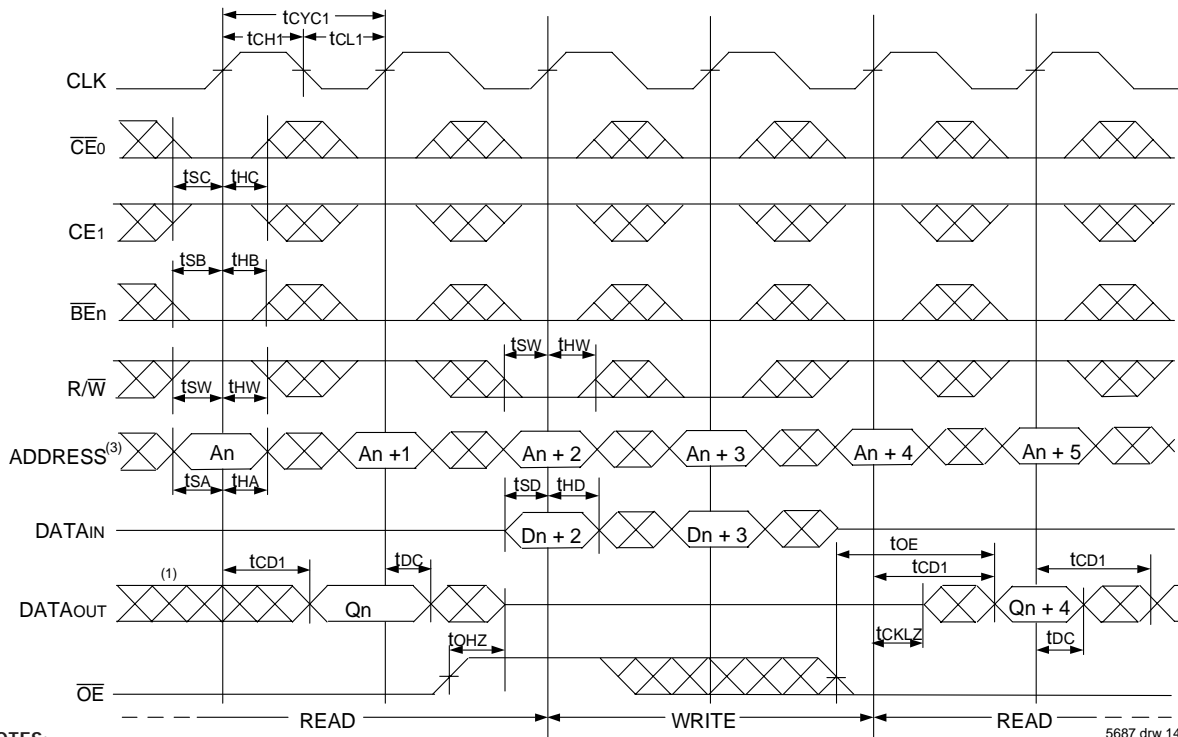 tCYC1
tCH1 tCL1
CLK
CE0
tSC tHC
CE1
tSB tHB
BEn
tSW tHW
R/W
tSW tHW
ADDRESS(3) An An +1 An + 2 An + 3 An + 4 An + 5
tSA tHA tSD tHD
DATAIN Dn + 2 Dn + 3
tOE
tCD1 tDC tCD1 tCD1
(1)
DATAOUT Qn Qn + 4
tOHZ tCKLZ tDC
OE
READ WRITE READ
5687 drw 14